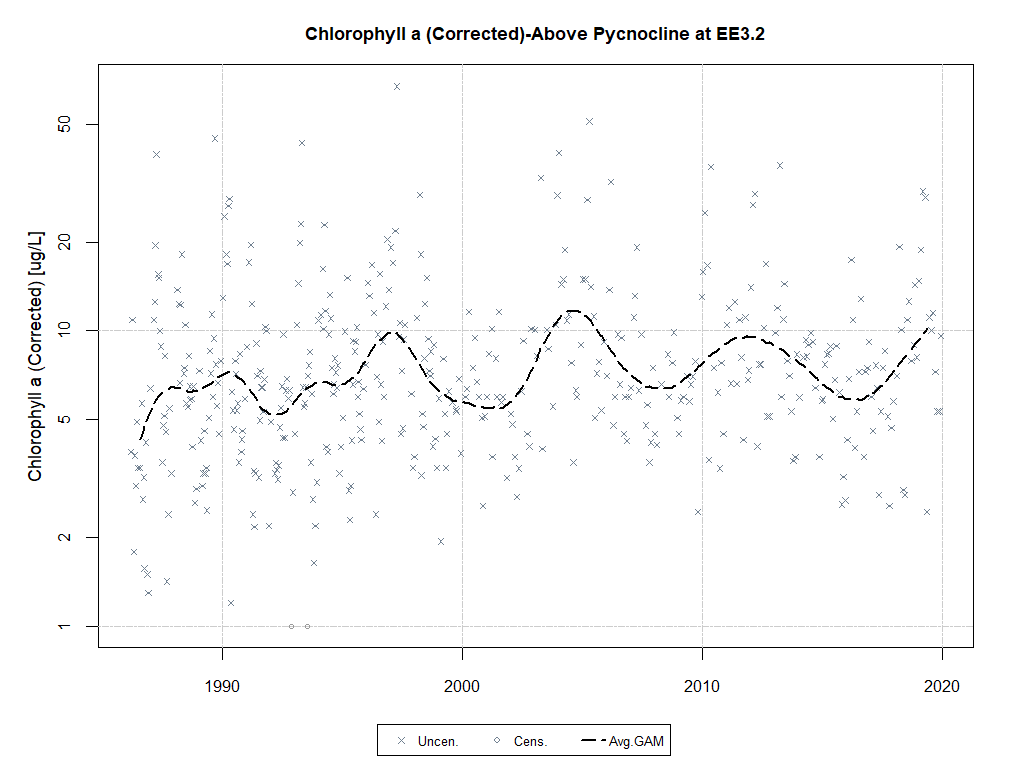 Chlorophyll a (Corrected)-Above Pycnocline at EE3.2
Chlorophyll a (Corrected) [ug/L]
50
20
10
5
2
1
1990 2000 2010 2020
Uncen. Cens. Avg.GAM